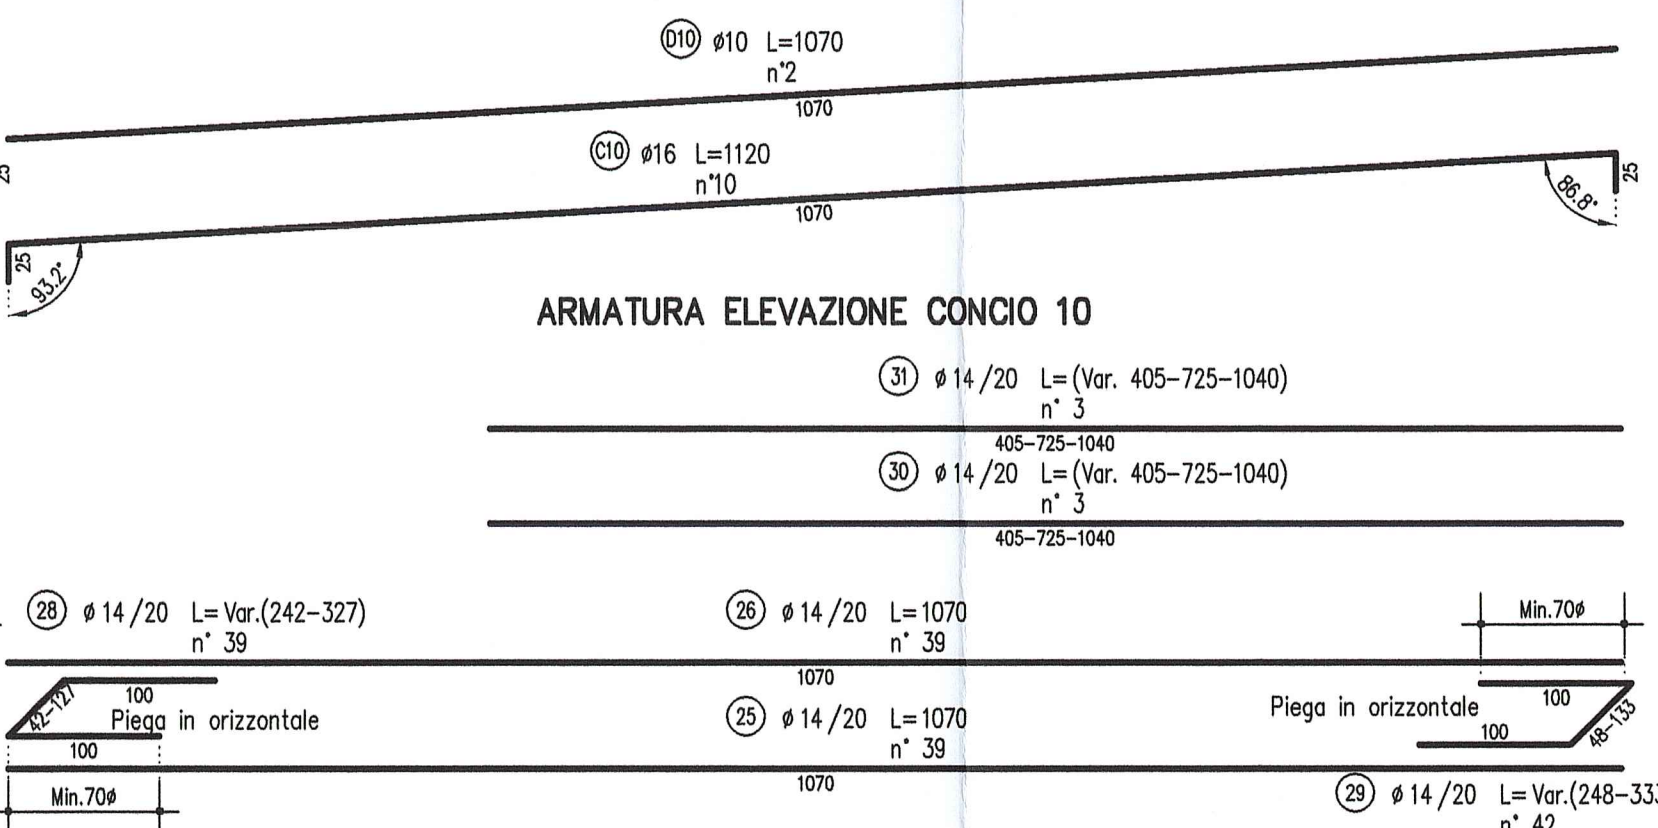 D10 ø10 L=1070
n°2
1070
25
C10 ø16 L=1120
n°10
1070
25
86.8°
25
93.2°
ARMATURA ELEVAZIONE CONCIO 10
31 ø 14/20 L=(Var. 405-725-1040)
n° 3
405-725-1040
30 ø 14/20 L=(Var. 405-725-1040)
n° 3
405-725-1040
28 ø 14/20 L=Var.(242-327)
n° 39
26 ø 14/20 L=1070
n° 39
Min.70ø
1070
100
42-127
Piega in orizzontale
100
25 ø 14/20 L=1070
n° 39
Piega in orizzontale
100
100
48-133
1070
Min.70ø
29 ø 14/20 L=Var.(248-333
n° 42